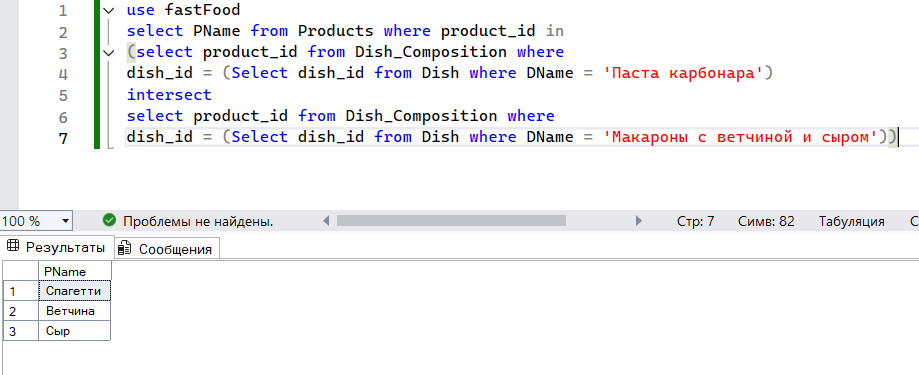 1 use fastFood
2 select PName from Products where product_id in
3 (select product_id from Dish_Composition where
4 dish_id = (Select dish_id from Dish where DName = 'Паста карбонара')
5 intersect
6 select product_id from Dish_Composition where
7 dish_id = (Select dish_id from Dish where DName = 'Макароны с ветчиной и сыром'))
100 % Проблемы не найдены. Стр: 7 Симв: 82 Табуляция С
Результаты Сообщения
PName
1 Спагетти
2 Ветчина
3 Сыр